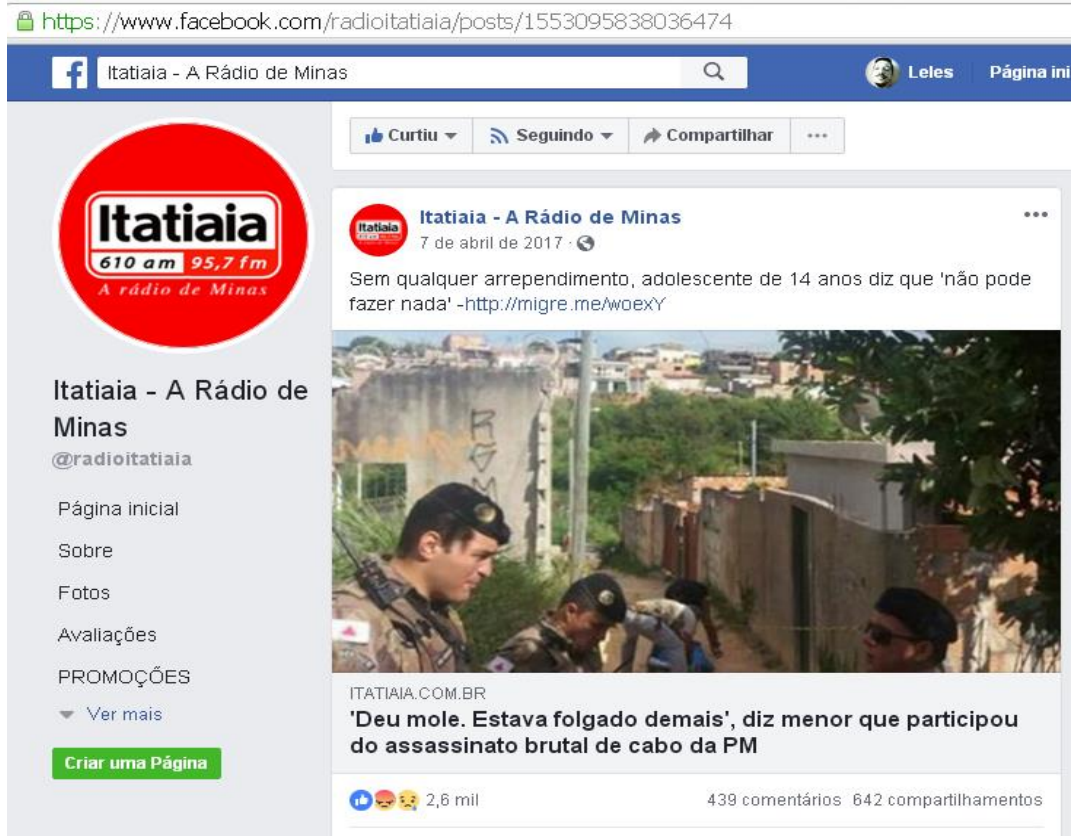 https://www.facebook.com/radioitatiaia/posts/1553095838036474
Itatiaia - A Rádio de Minas
Leles
Página ini
Curtiu
Seguindo
Compartilhar
Itatiaia
610 am 95,7 fm
A rádio de Minas
Itatiaia - A Rádio de
Minas
@radioitatiaia
Página inicial
Sobre
Fotos
Avaliações
PROMOÇÕES
Ver mais
Criar uma Página
Itatiaia
Itatiaia - A Rádio de Minas
7 de abril de 2017
Sem qualquer arrependimento, adolescente de 14 anos diz que 'não pode
fazer nada' -http://migre.me/woexY
ITATIAIA.COM.BR
'Deu mole. Estava folgado demais', diz menor que participou
do assassinato brutal de cabo da PM
2,6 mil
439 comentários 642 compartilhamentos